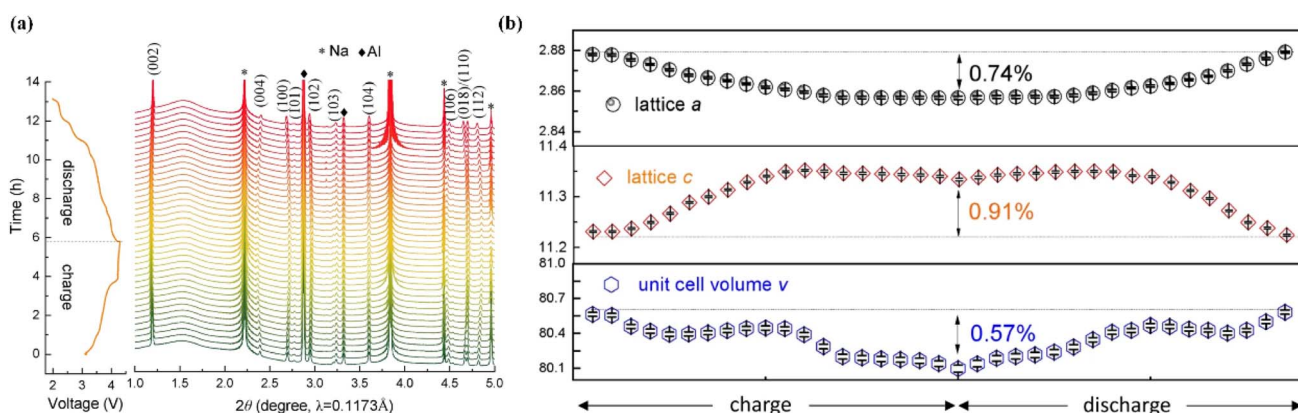 (a)
* Na ♦ Al
(002)
*
(004)
(100)
(101)
♦
(102)
(103)
♦
(104)
*
*
(106)
(018)/(110)
(112)
*
Time (h)
14
12
10
8
6
4
2
0
discharge
charge
2 3 4
Voltage (V)
1.0 1.5 2.0 2.5 3.0 3.5 4.0 4.5 5.0
2θ (degree, λ=0.1173Å)
(b)
2.88
2.86
2.84
0.74%
lattice a
11.4
11.3
11.2
lattice c
0.91%
81.0
80.7
80.4
80.1
unit cell volume v
0.57%
charge
discharge